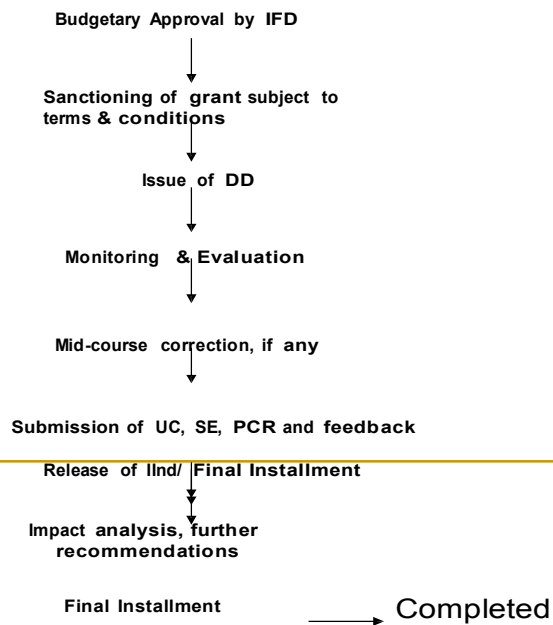 Budgetary Approval by IFD
Sanctioning of grant subject to
terms & conditions
Issue of DD
Monitoring & Evaluation
Mid-course correction, if any
Submission of UC, SE, PCR and feedback
Release of IInd/ Final Installment
Impact analysis, further
recommendations
Final Installment
Completed